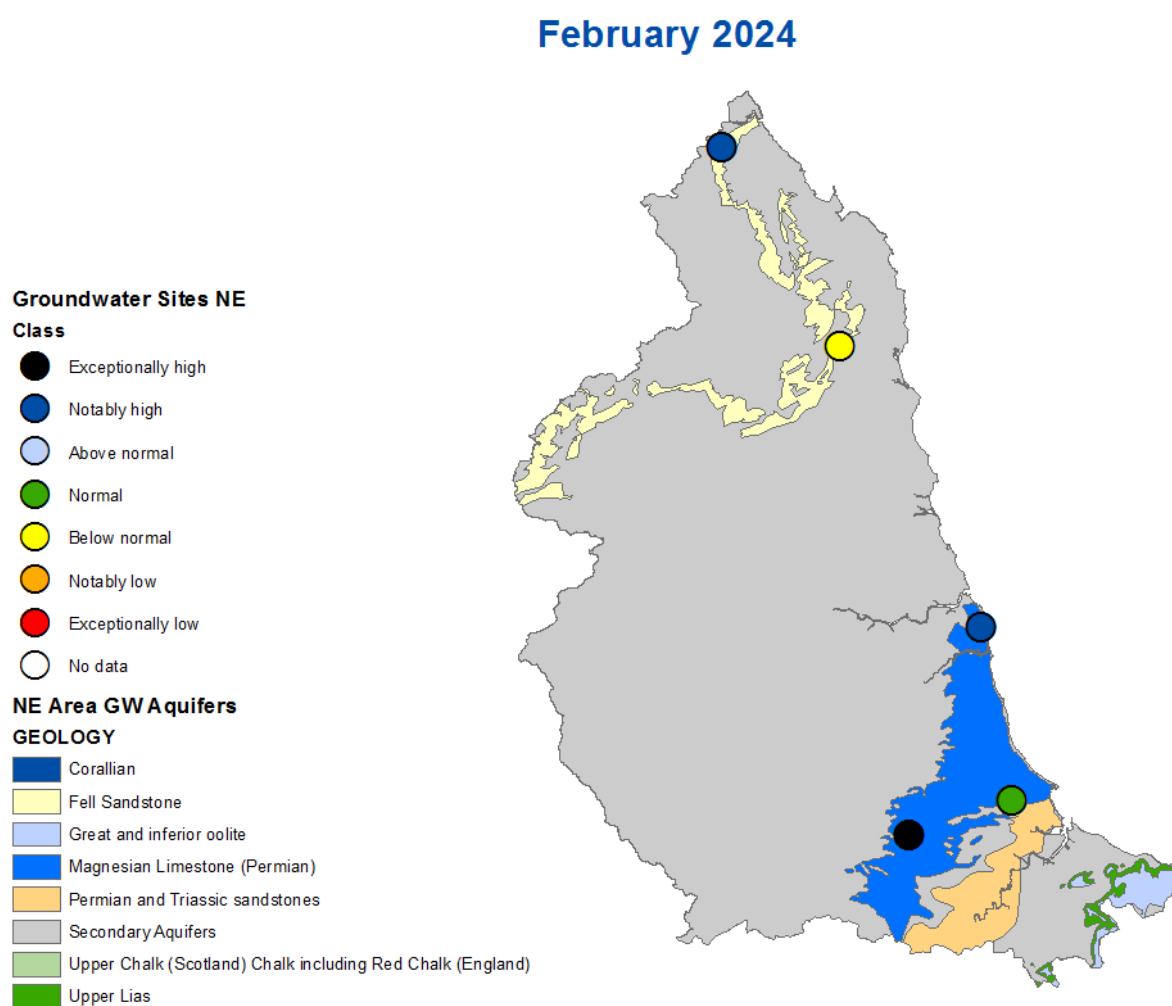 February 2024
Groundwater Sites NE
Class
Exceptionally high
Notably high
Above normal
Normal
Below normal
Notably low
Exceptionally low
No data
NE Area GW Aquifers
GEOLOGY
Corallian
Fell Sandstone
Great and inferior oolite
Magnesian Limestone (Permian)
Permian and Triassic sandstones
Secondary Aquifers
Upper Chalk (Scotland) Chalk including Red Chalk (England)
Upper Lias